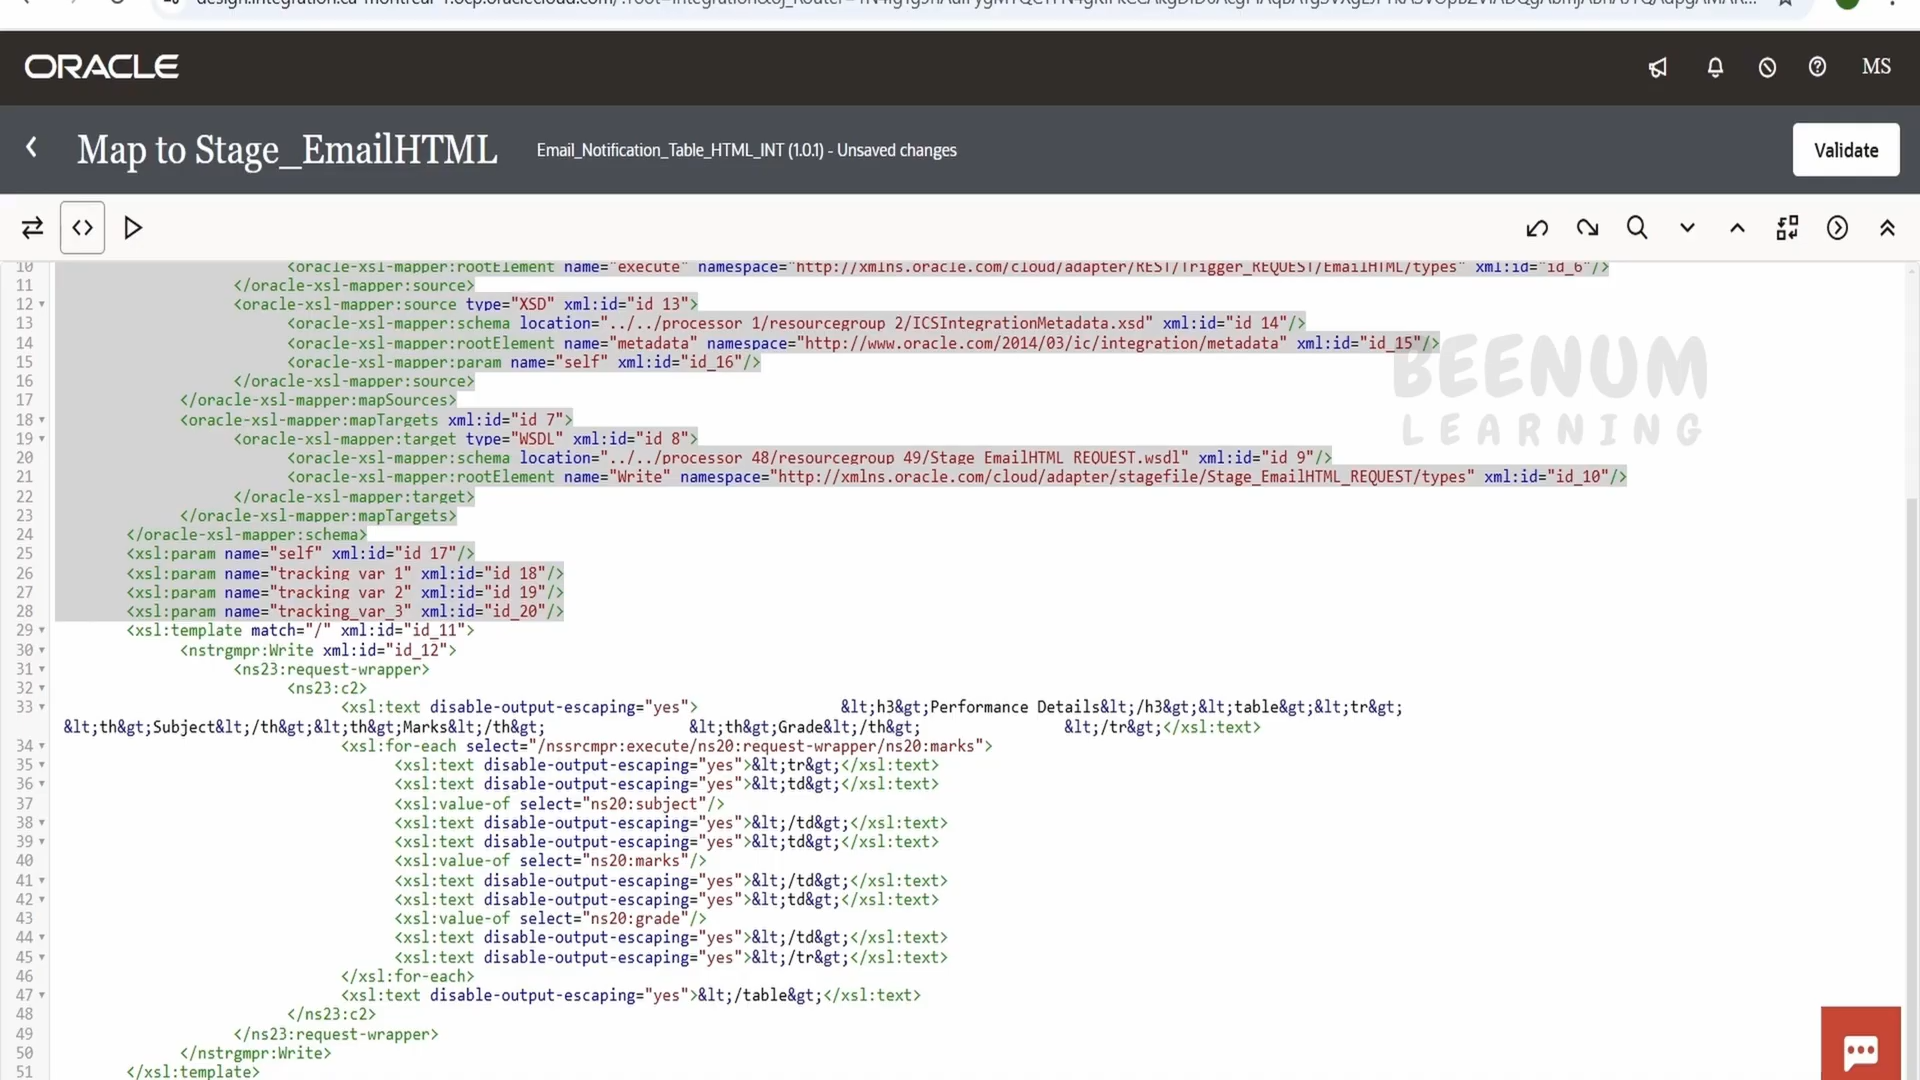 ORACLE
MS
Map to Stage_EmailHTML
Email_Notification_Table_HTML_INT (1.0.1) - Unsaved changes
Validate
10 <oracle-xsl-mapper:rootElement name="execute" namespace="http://xmlns.oracle.com/cloud/adapter/REST/Trigger_REQUEST/EmailHTML/types" xml:id="id_6"/>
11 </oracle-xsl-mapper:source>
12 <oracle-xsl-mapper:source type="XSD" xml:id="id_13">
13 <oracle-xsl-mapper:schema location="../../processor_1/resourcegroup_2/ICSIntegrationMetadata.xsd" xml:id="id_14"/>
14 <oracle-xsl-mapper:rootElement name="metadata" namespace="http://www.oracle.com/2014/03/ic/integration/metadata" xml:id="id_15"/>
15 <oracle-xsl-mapper:param name="self" xml:id="id_16"/>
16 </oracle-xsl-mapper:source>
17 </oracle-xsl-mapper:mapSources>
18 <oracle-xsl-mapper:mapTargets xml:id="id_7">
19 <oracle-xsl-mapper:target type="WSDL" xml:id="id_8">
20 <oracle-xsl-mapper:schema location="../../processor_48/resourcegroup_49/Stage_EmailHTML_REQUEST.wsdl" xml:id="id_9"/>
21 <oracle-xsl-mapper:rootElement name="Write" namespace="http://xmlns.oracle.com/cloud/adapter/stagefile/Stage_EmailHTML_REQUEST/types" xml:id="id_10"/>
22 </oracle-xsl-mapper:target>
23 </oracle-xsl-mapper:mapTargets>
24 </oracle-xsl-mapper:schema>
25 <xsl:param name="self" xml:id="id_17"/>
26 <xsl:param name="tracking_var_1" xml:id="id_18"/>
27 <xsl:param name="tracking_var_2" xml:id="id_19"/>
28 <xsl:param name="tracking_var_3" xml:id="id_20"/>
29 <xsl:template match="/" xml:id="id_11">
30 <nstrgmpr:Write xml:id="id_12">
31 <ns23:request-wrapper>
32 <ns23:c2>
33 <xsl:text disable-output-escaping="yes"> &lt;h3&gt;Performance Details&lt;/h3&gt;&lt;table&gt;&lt;tr&gt;
&lt;th&gt;Subject&lt;/th&gt;&lt;th&gt;Marks&lt;/th&gt; &lt;th&gt;Grade&lt;/th&gt; &lt;/tr&gt;</xsl:text>
34 <xsl:for-each select="/nssrcmpr:execute/ns20:request-wrapper/ns20:marks">
35 <xsl:text disable-output-escaping="yes">&lt;tr&gt;</xsl:text>
36 <xsl:text disable-output-escaping="yes">&lt;td&gt;</xsl:text>
37 <xsl:value-of select="ns20:subject"/>
38 <xsl:text disable-output-escaping="yes">&lt;/td&gt;</xsl:text>
39 <xsl:text disable-output-escaping="yes">&lt;td&gt;</xsl:text>
40 <xsl:value-of select="ns20:marks"/>
41 <xsl:text disable-output-escaping="yes">&lt;/td&gt;</xsl:text>
42 <xsl:text disable-output-escaping="yes">&lt;td&gt;</xsl:text>
43 <xsl:value-of select="ns20:grade"/>
44 <xsl:text disable-output-escaping="yes">&lt;/td&gt;</xsl:text>
45 <xsl:text disable-output-escaping="yes">&lt;/tr&gt;</xsl:text>
46 </xsl:for-each>
47 <xsl:text disable-output-escaping="yes">&lt;/table&gt;</xsl:text>
48 </ns23:c2>
49 </ns23:request-wrapper>
50 </nstrgmpr:Write>
51 </xsl:template>
BEENUM
LEARNING